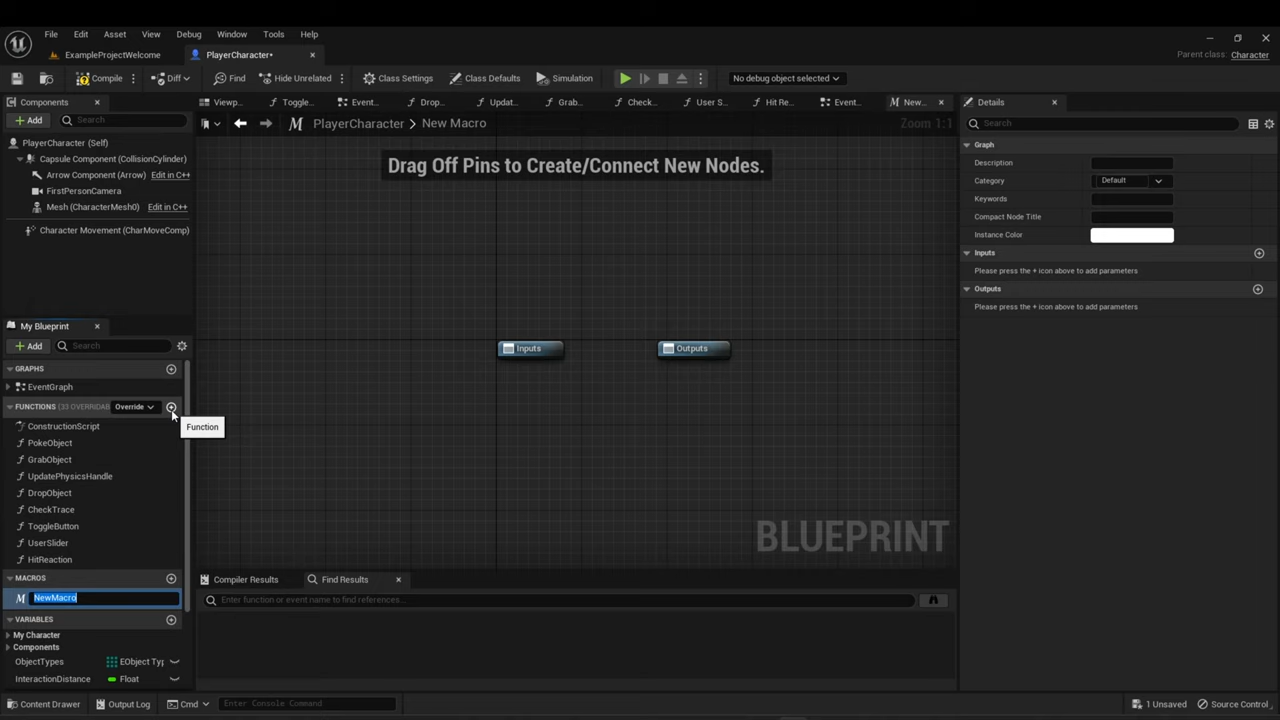 File Edit Asset View Debug Window Tools Help
ExampleProjectWelcome
PlayerCharacter•
Parent class: Character
Compile
Diff
Find
Hide Unrelated
Class Settings
Class Defaults
Simulation
No debug object selected
Components
Add
Search
PlayerCharacter (Self)
Capsule Component (CollisionCylinder)
Arrow Component (Arrow) Edit in C++
FirstPersonCamera
Mesh (CharacterMesh0) Edit in C++
Character Movement (CharMoveComp)
My Blueprint
Add
Search
GRAPHS
EventGraph
FUNCTIONS (33 OVERRIDAB Override
ConstructionScript
PokeObject
GrabObject
UpdatePhysicsHandle
DropObject
CheckTrace
ToggleButton
UserSlider
HitReaction
MACROS
NewMacro
VARIABLES
My Character
Components
ObjectTypes EObject Typ
InteractionDistance Float
Function
Viewp... Toggle... Event... Drop... Updat... Grab... Check... User S... Hit Re... Event... New...
PlayerCharacter > New Macro
Zoom 1:1
Drag Off Pins to Create/Connect New Nodes.
Inputs
Outputs
BLUEPRINT
Compiler Results
Find Results
Enter function or event name to find references...
Details
Search
Graph
Description
Category Default
Keywords
Compact Node Title
Instance Color
Inputs
Please press the + icon above to add parameters
Outputs
Please press the + icon above to add parameters
Content Drawer
Output Log
Cmd
Enter Console Command
1 Unsaved
Source Control